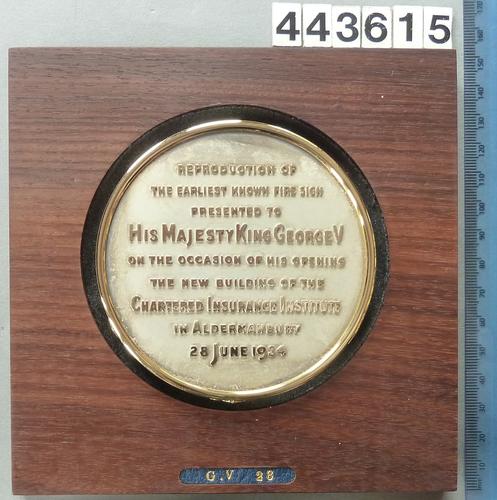 443615
REPRODUCTION OF
THE EARLIEST KNOWN FIRE SIGN
PRESENTED TO
HIS MAJESTY KING GEORGE V
ON THE OCCASION OF HIS OPENING
THE NEW BUILDING OF THE
CHARTERED INSURANCE INSTITUTE
IN ALDERMANBURY
28 JUNE 1934
G.V 28